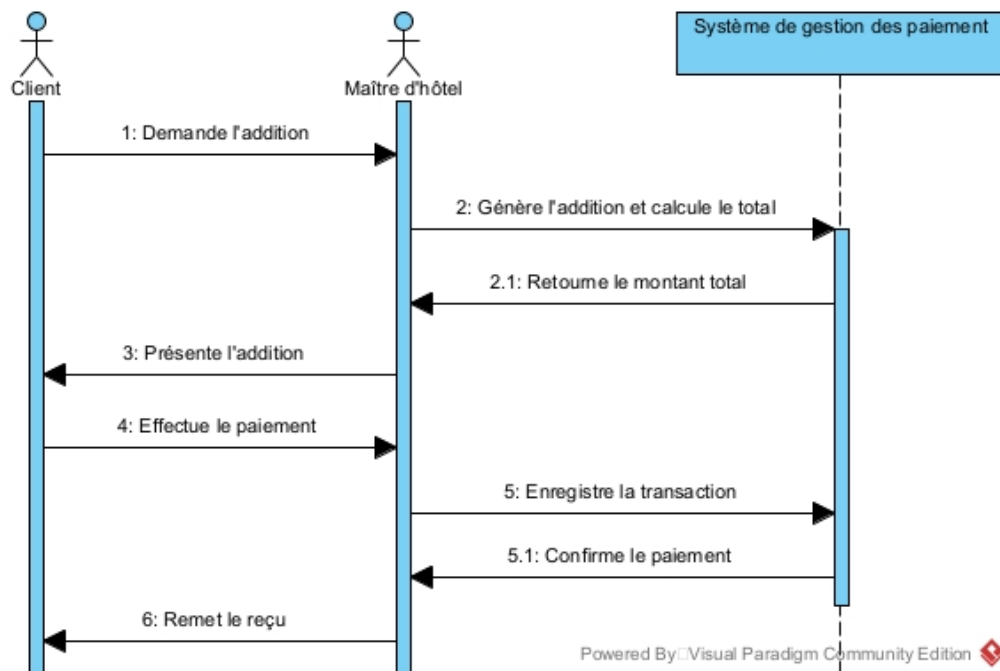 Système de gestion des paiement
Client
Maître d'hôtel
1: Demande l'addition
2: Génère l'addition et calcule le total
2.1: Retourne le montant total
3: Présente l'addition
4: Effectue le paiement
5: Enregistre la transaction
5.1: Confirme le paiement
6: Remet le reçu
Powered By Visual Paradigm Community Edition